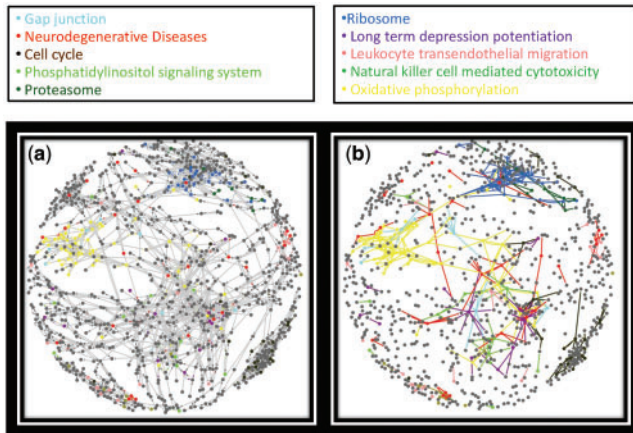 • Gap junction
• Neurodegenerative Diseases
• Cell cycle
• Phosphatidylinositol signaling system
• Proteasome
• Ribosome
• Long term depression potentiation
• Leukocyte transendothelial migration
• Natural killer cell mediated cytotoxicity
• Oxidative phosphorylation
(a)
(b)